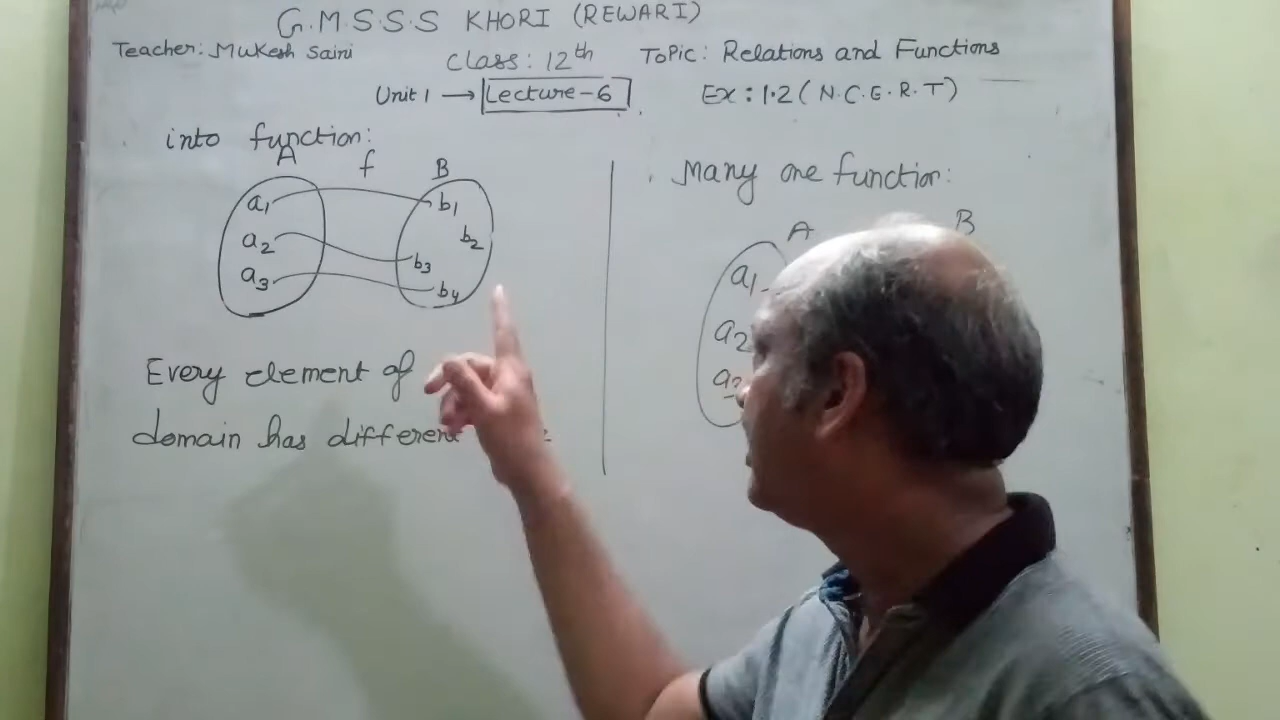 G.M.S.S.S KHORI (REWARI)
Teacher: Mukesh Saini
Class: 12th
Topic: Relations and Functions
Unit 1 → Lecture-6
Ex: 1.2 (N.C.E.R.T)
into function:
A f B
a1 b1
a2 b2
b3
a3 b4
Every element of
domain has different
Many one function:
A B
a1
a2
a3